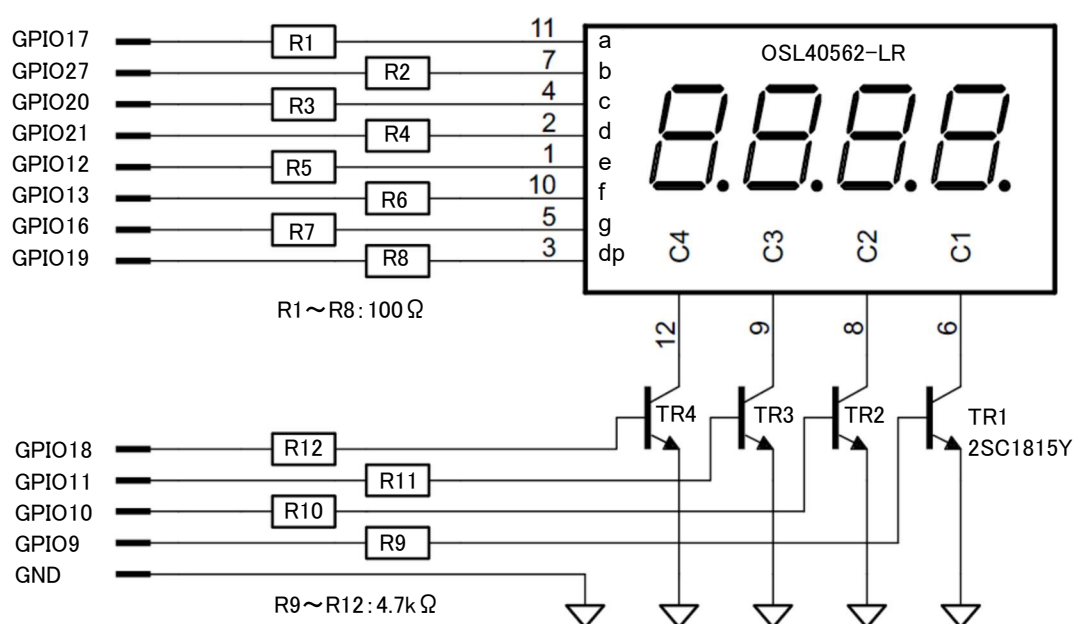 GPIO17 R1 11 a
OSL40562-LR
GPIO27 R2 7 b
GPIO20 R3 4 c
GPIO21 R4 2 d
GPIO12 R5 1 e
GPIO13 R6 10 f
GPIO16 R7 5 g
GPIO19 R8 3 dp
C4 C3 C2 C1
R1～R8：100Ω
12 9 8 6
TR4 TR3 TR2 TR1
2SC1815Y
GPIO18 R12
GPIO11 R11
GPIO10 R10
GPIO9 R9
GND
R9～R12：4.7kΩ